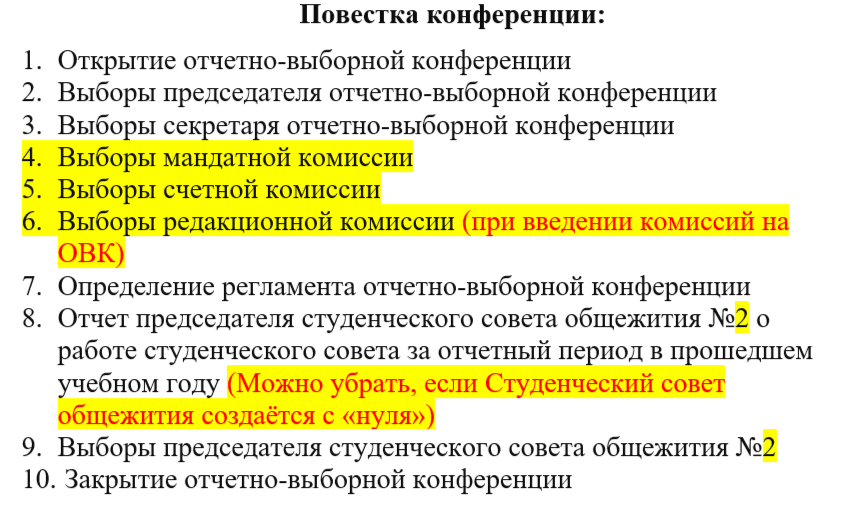 Повестка конференции:
1. Открытие отчетно-выборной конференции
2. Выборы председателя отчетно-выборной конференции
3. Выборы секретаря отчетно-выборной конференции
4. Выборы мандатной комиссии
5. Выборы счетной комиссии
6. Выборы редакционной комиссии (при введении комиссий на
ОВК)
7. Определение регламента отчетно-выборной конференции
8. Отчет председателя студенческого совета общежития №2 о
работе студенческого совета за отчетный период в прошедшем
учебном году (Можно убрать, если Студенческий совет
общежития создаётся с «нуля»)
9. Выборы председателя студенческого совета общежития №2
10. Закрытие отчетно-выборной конференции